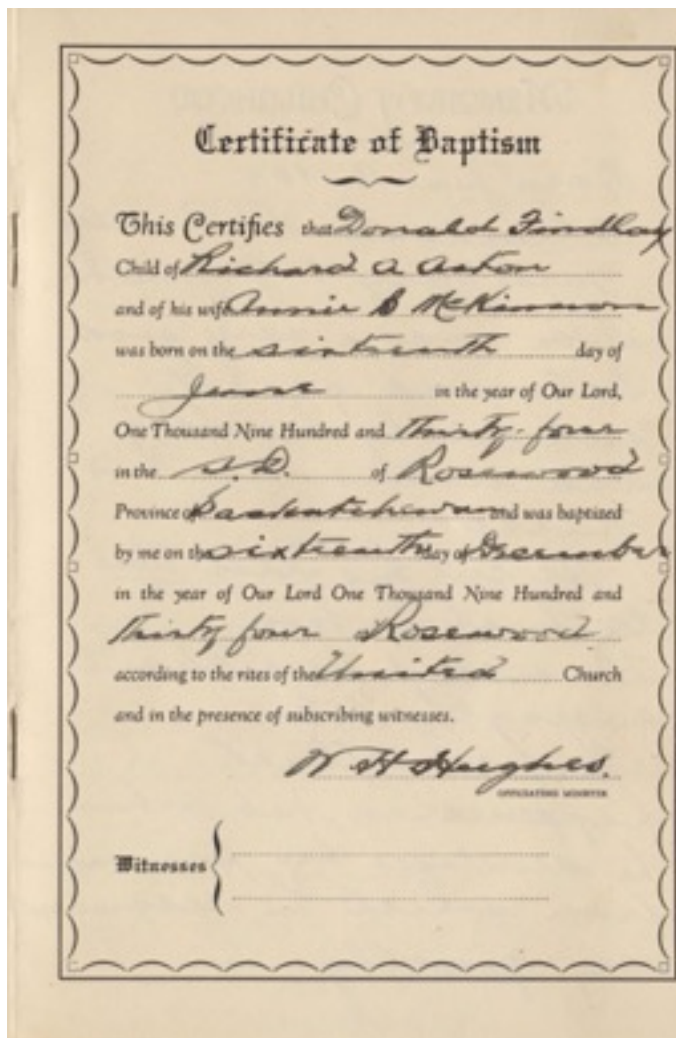 Certificate of Baptism
This Certifies that Donald Findlay
Child of Richard A Aston
and of his wife Annie B McKinnon
was born on the sixteenth day of
June in the year of Our Lord,
One Thousand Nine Hundred and Thirty-four
in the S.D. of Rosewood
Province of Saskatchewan and was baptized
by me on the sixteenth day of December
in the year of Our Lord One Thousand Nine Hundred and
Thirty four Rosewood
according to the rites of the United Church
and in the presence of subscribing witnesses.
W H Hughes.
OFFICIATING MINISTER
Witnesses